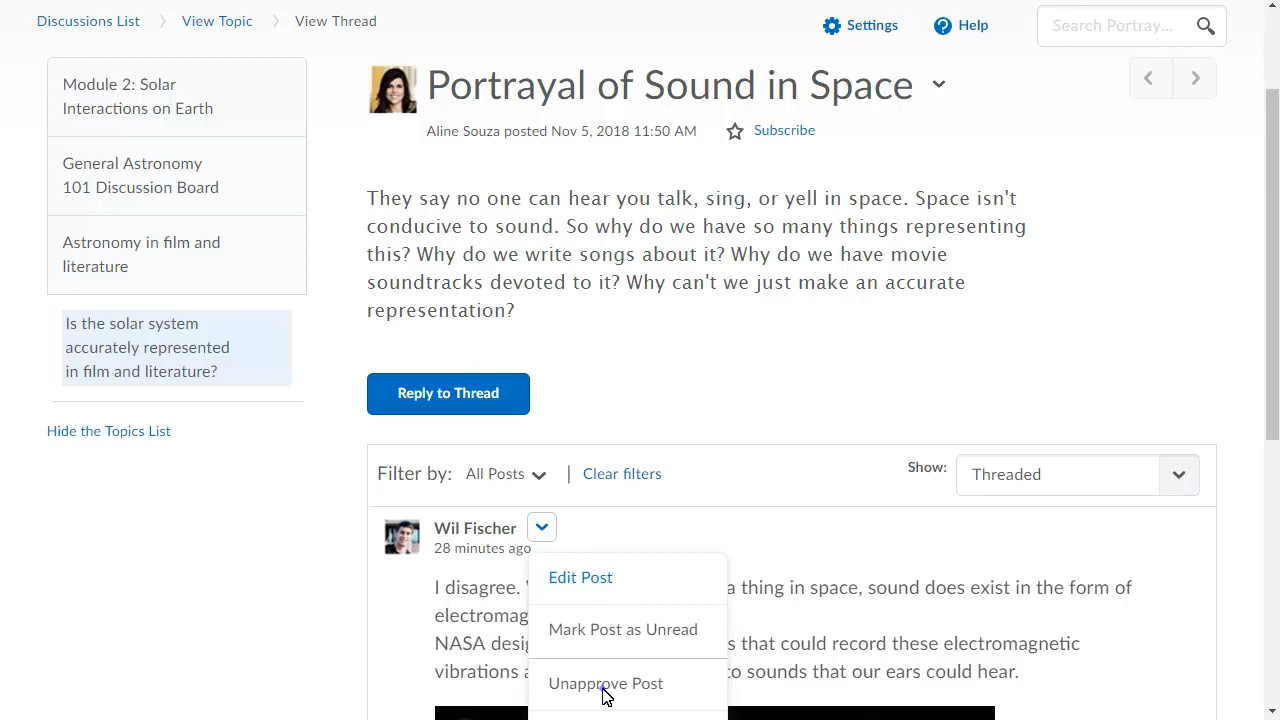 Discussions List View Topic View Thread
Settings Help Search Portray...
Module 2: Solar
Interactions on Earth
General Astronomy
101 Discussion Board
Astronomy in film and
literature
Is the solar system
accurately represented
in film and literature?
Hide the Topics List
Portrayal of Sound in Space
Aline Souza posted Nov 5, 2018 11:50 AM Subscribe
They say no one can hear you talk, sing, or yell in space. Space isn't
conducive to sound. So why do we have so many things representing
this? Why do we write songs about it? Why do we have movie
soundtracks devoted to it? Why can't we just make an accurate
representation?
Reply to Thread
Filter by: All Posts | Clear filters
Show: Threaded
Wil Fischer
28 minutes ago
I disagree. a thing in space, sound does exist in the form of
electromag
NASA desi s that could record these electromagnetic
vibrations to sounds that our ears could hear.
Edit Post
Mark Post as Unread
Unapprove Post